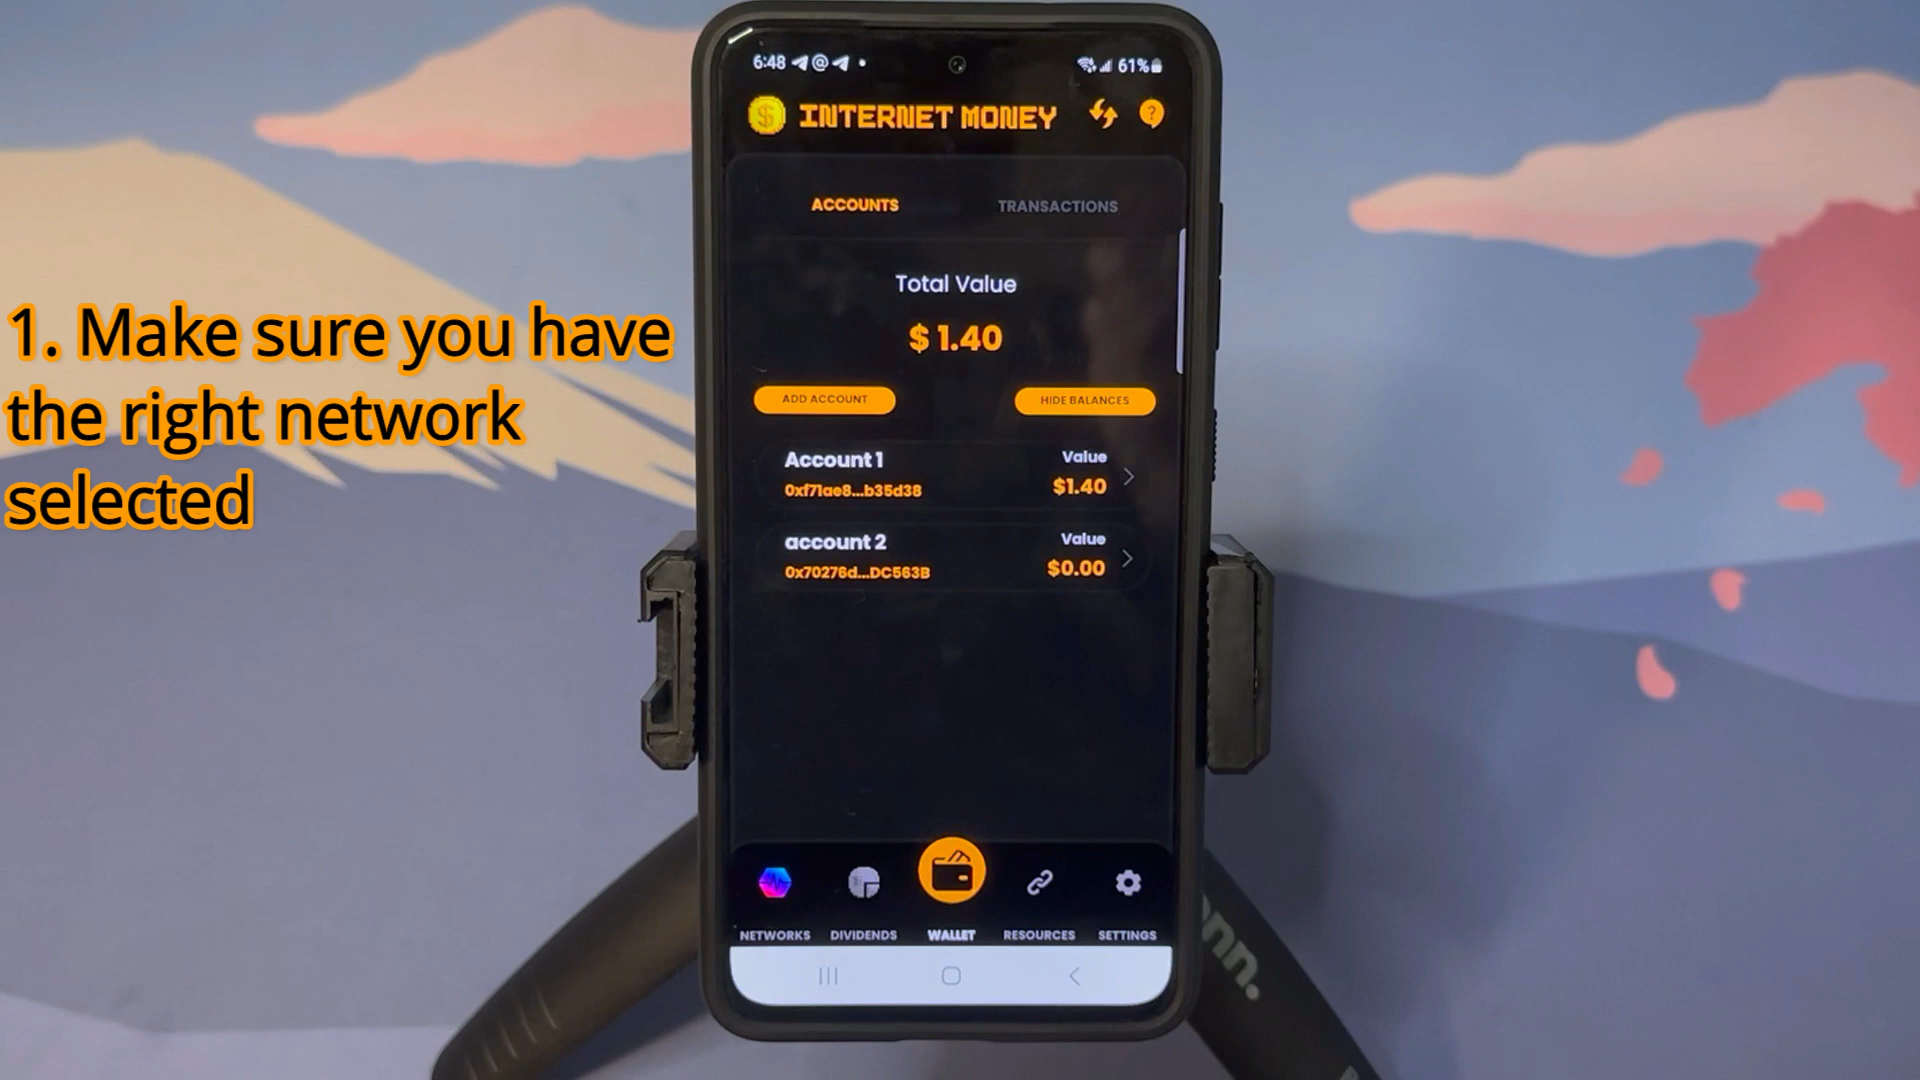 1. Make sure you have
the right network
selected
6:48
61%
INTERNET MONEY
ACCOUNTS
TRANSACTIONS
Total Value
$ 1.40
ADD ACCOUNT
HIDE BALANCES
Account 1
Value
0xf71ae8...b35d38
$1.40
account 2
Value
0x70276d...DC563B
$0.00
NETWORKS
DIVIDENDS
WALLET
RESOURCES
SETTINGS